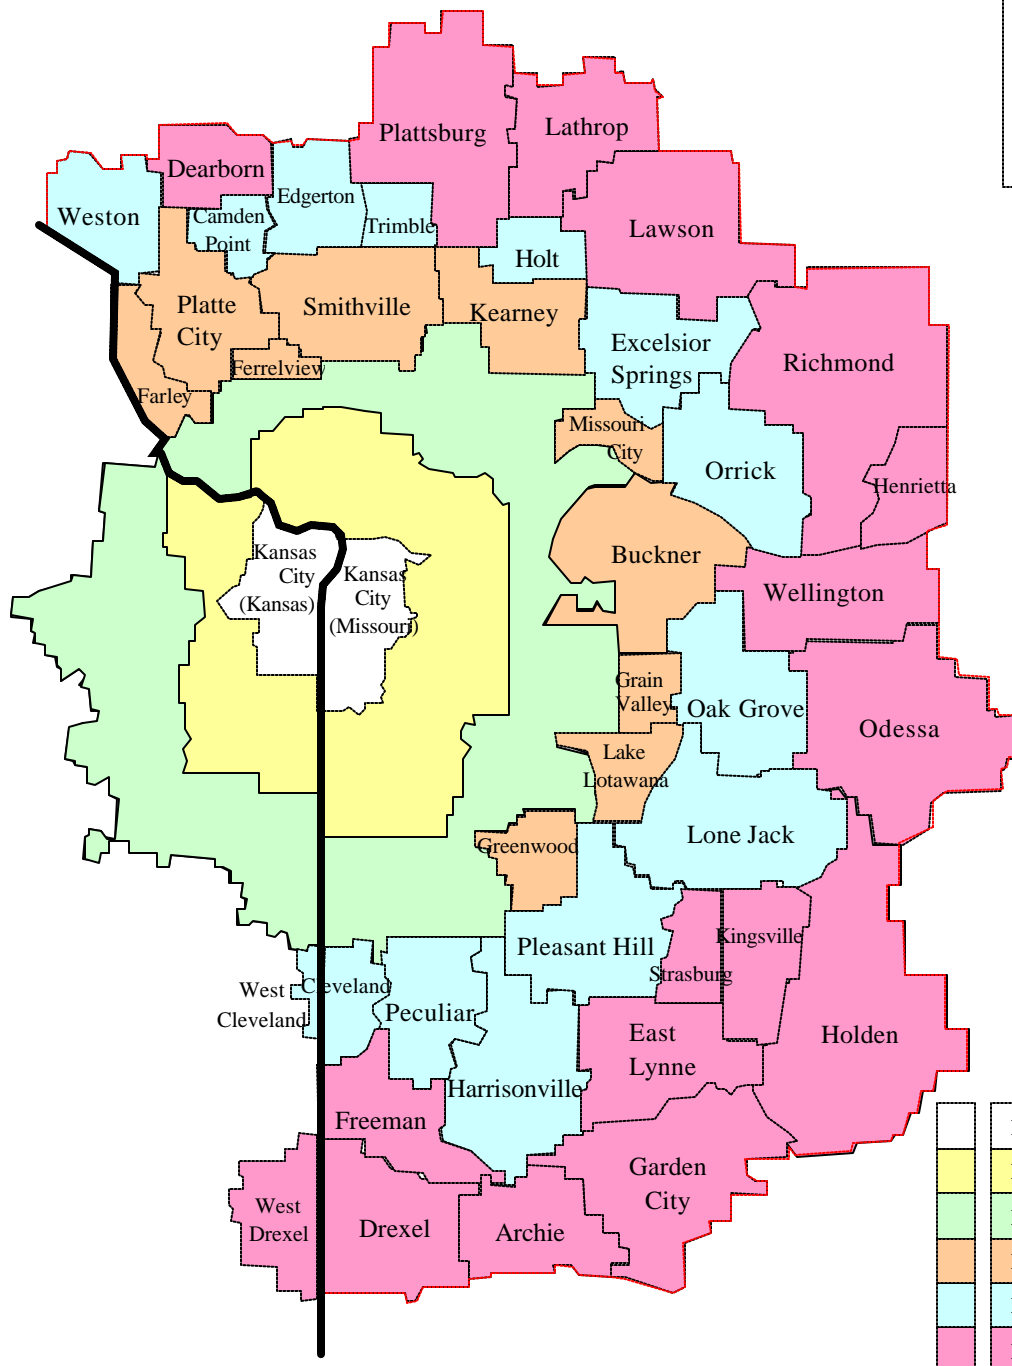 Plattsburg
Lathrop
Dearborn
Edgerton
Weston
Camden
Point
Trimble
Lawson
Holt
Platte
City
Smithville
Kearney
Excelsior
Springs
Richmond
Ferrelview
Farley
Missouri
City
Orrick
Henrietta
Kansas
City
(Kansas)
Kansas
City
(Missouri)
Buckner
Wellington
Grain
Valley
Oak Grove
Odessa
Lake
Lotawana
Lone Jack
Greenwood
Pleasant Hill
Kingsville
Strasburg
West
Cleveland
Cleveland
Peculiar
East
Lynne
Holden
Harrisonville
Freeman
Garden
City
West
Drexel
Drexel
Archie